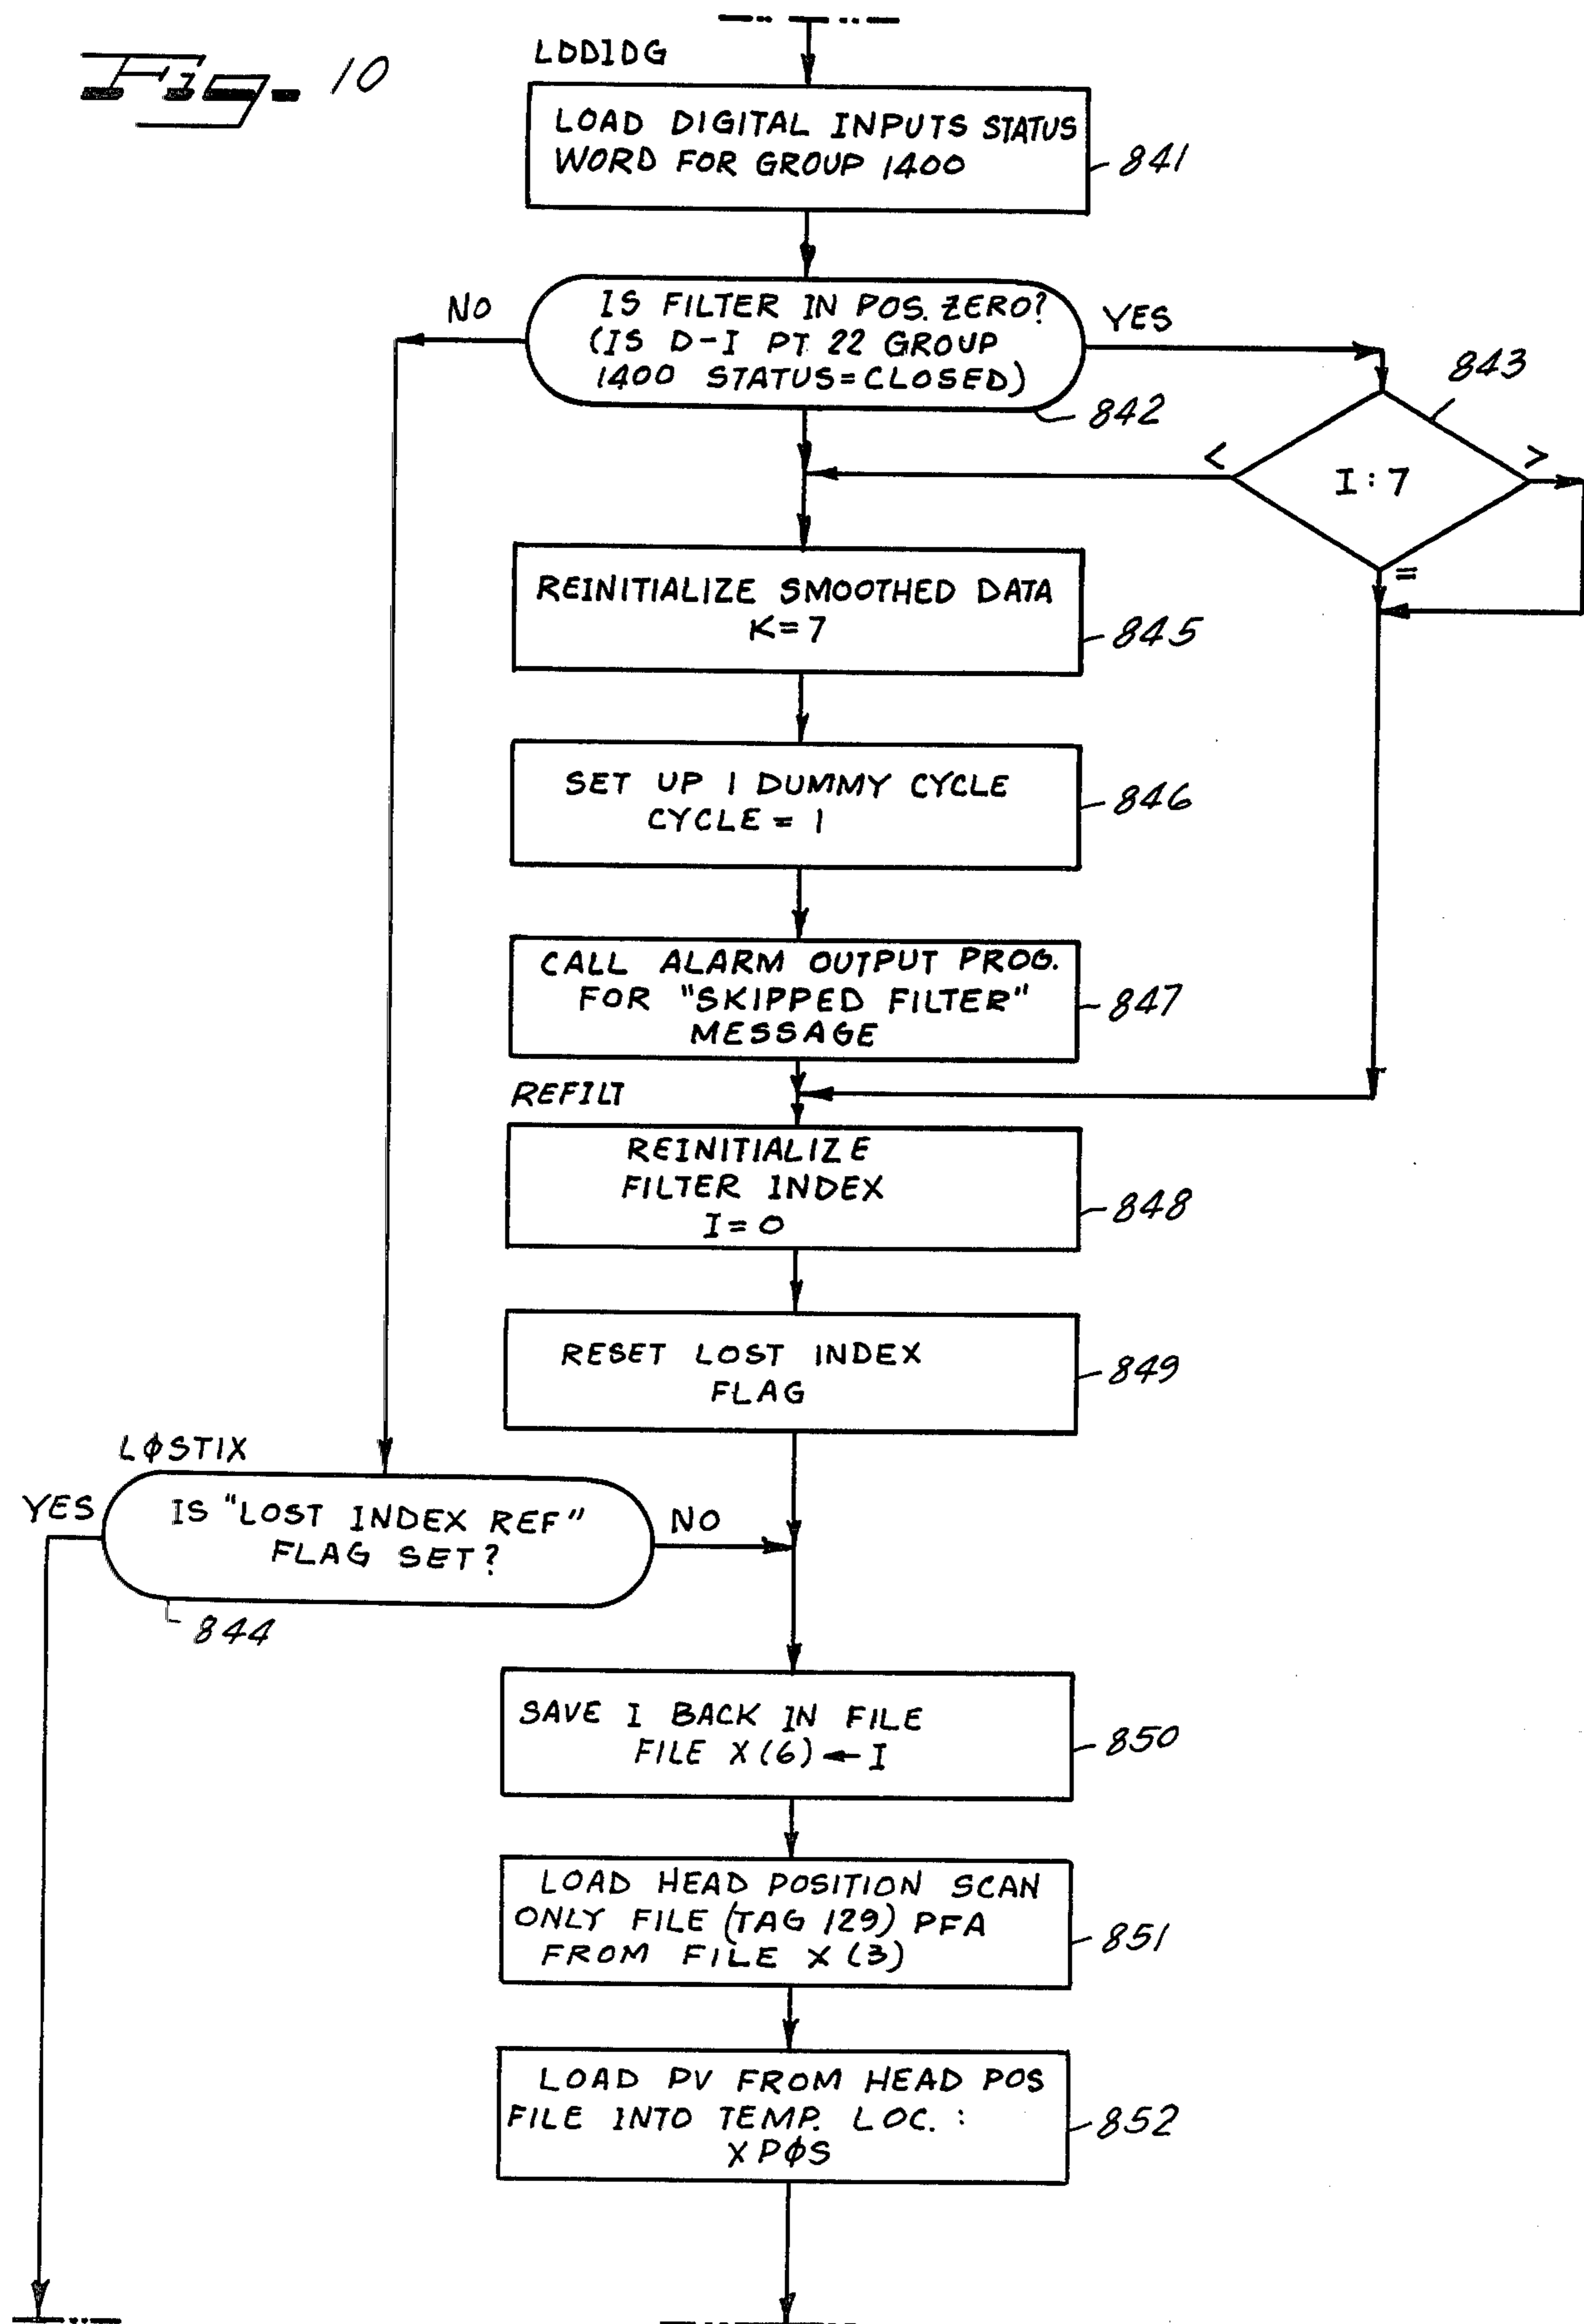 Fig. 10
LDDIDG
LOAD DIGITAL INPUTS STATUS
WORD FOR GROUP 1400
841
NO
IS FILTER IN POS. ZERO?
(IS D-I PT 22 GROUP
1400 STATUS=CLOSED)
YES
842
843
<
I:7
>
=
REINITIALIZE SMOOTHED DATA
K=7
845
SET UP 1 DUMMY CYCLE
CYCLE = 1
846
CALL ALARM OUTPUT PROG.
FOR "SKIPPED FILTER"
MESSAGE
847
REFILT
REINITIALIZE
FILTER INDEX
I=0
848
RESET LOST INDEX
FLAG
849
LØSTIX
YES
IS "LOST INDEX REF"
FLAG SET?
NO
844
SAVE I BACK IN FILE
FILE X(6)←I
850
LOAD HEAD POSITION SCAN
ONLY FILE (TAG 129) PFA
FROM FILE X (3)
851
LOAD PV FROM HEAD POS
FILE INTO TEMP. LOC. :
XPØS
852